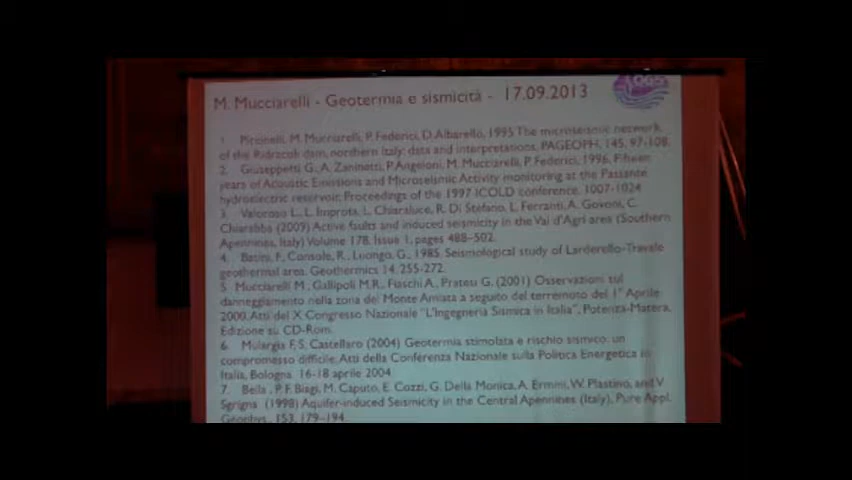 M. Mucciarelli - Geotermia e sismicità - 17.09.2013
OGS
1. Piccinelli, M. Mucciarelli, P. Federici, D. Albarello, 1995 The microseismic network
of the Ridracoli dam, northern Italy: data and interpretations, PAGEOPH, 145, 97-108.
2. Giuseppetti G., A. Zaninetti, P. Angeloni, M. Mucciarelli, P. Federici, 1996, Fifteen
years of Acoustic Emissions and Microseismic Activity monitoring at the Passante
hydroelectric reservoir, Proceedings of the 1997 ICOLD conference, 1007-1024
3. Valoroso L., L. Improta, L. Chiaraluce, R. Di Stefano, L. Ferranti, A. Govoni, C.
Chiarabba (2009) Active faults and induced seismicity in the Val d'Agri area (Southern
Apennines, Italy) Volume 178, Issue 1, pages 488–502,
4. Batini, F., Console, R., Luongo, G., 1985. Seismological study of Larderello-Travale
geothermal area. Geothermics 14, 255-272.
5. Mucciarelli M., Gallipoli M.R., Fiaschi A., Pratesi G. (2001) Osservazioni sul
danneggiamento nella zona del Monte Amiata a seguito del terremoto del 1° Aprile
2000. Atti del X Congresso Nazionale "L'Ingegneria Sismica in Italia", Potenza-Matera,
Edizione su CD-Rom.
6. Mulargia F, S. Castellaro (2004) Geotermia stimolata e rischio sismico: un
compromesso difficile. Atti della Conferenza Nazionale sulla Politica Energetica in
Italia, Bologna, 16-18 aprile 2004.
7. Bella, P. F. Biagi, M. Caputo, E. Cozzi, G. Della Monica, A. Ermini, W. Plastino, and V.
Sgrigna (1998) Aquifer-induced Seismicity in the Central Apennines (Italy), Pure Appl.
Geophys., 153, 179–194.